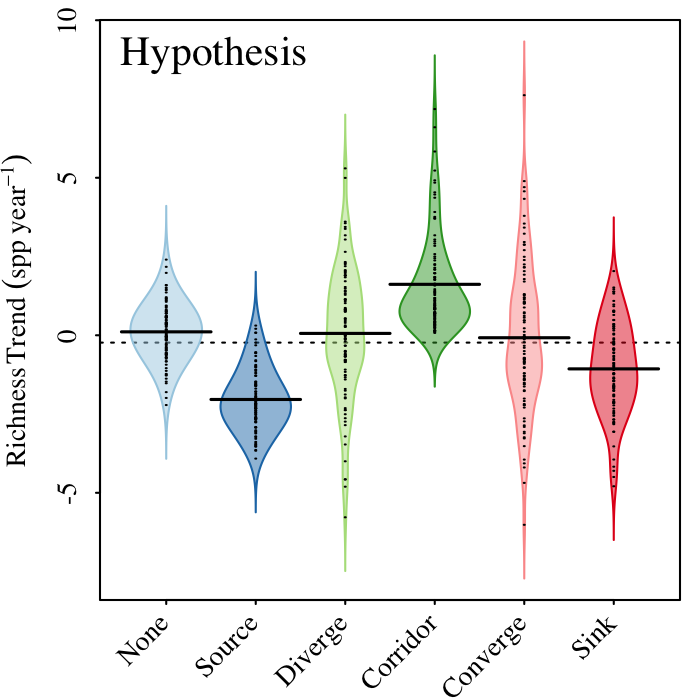 Hypothesis
Richness Trend (spp year⁻¹)
10
5
0
-5
None
Source
Diverge
Corridor
Converge
Sink